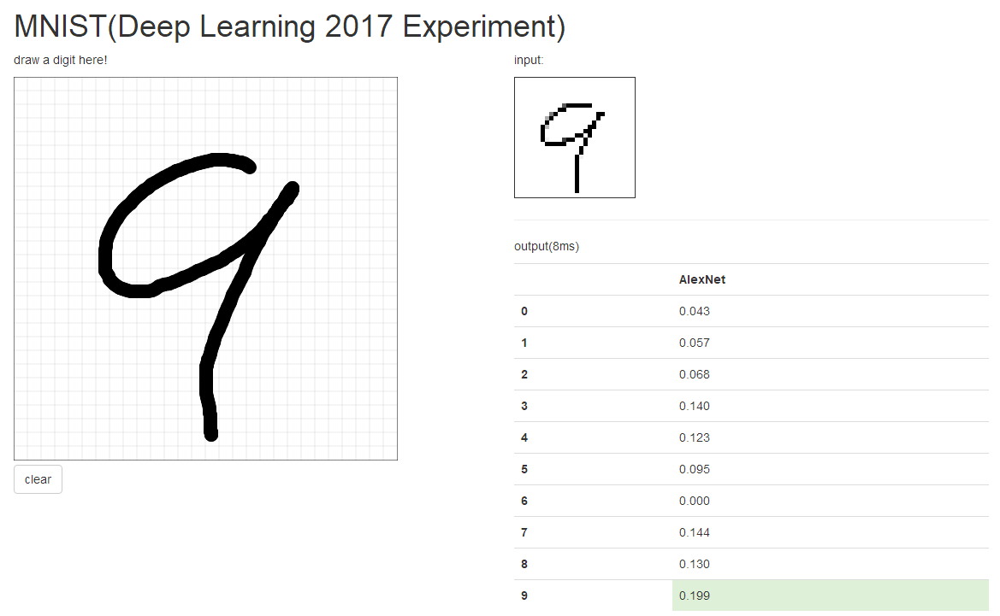 MNIST(Deep Learning 2017 Experiment)
draw a digit here!
9
clear
input:
9
output(8ms)
AlexNet
0 0.043
1 0.057
2 0.068
3 0.140
4 0.123
5 0.095
6 0.000
7 0.144
8 0.130
9 0.199